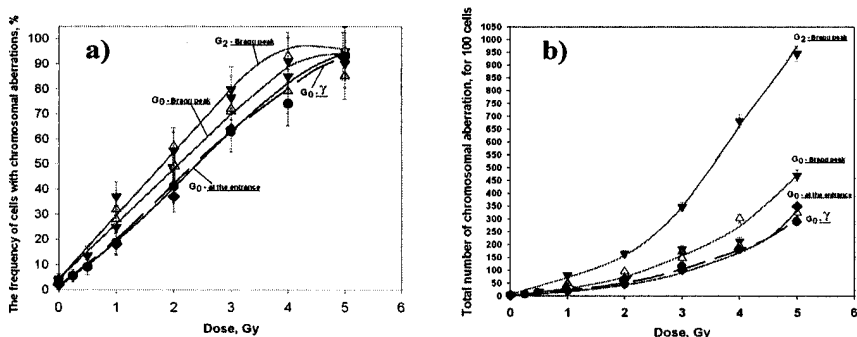 a)
The frequency of cells with chromosomal aberrations, %
100
90
80
70
60
50
40
30
20
10
0
G2 - Bragg peak
G0 - Bragg peak
G0 - γ
G0 - at the entrance
0 1 2 3 4 5 6
Dose, Gy
b)
Total number of chromosomal aberration, for 100 cells
1050
1000
950
900
850
800
750
700
650
600
550
500
450
400
350
300
250
200
150
100
50
0
G2 - Bragg peak
G0 - Bragg peak
G0 - at the entrance
G0 - γ
0 1 2 3 4 5 6
Dose, Gy